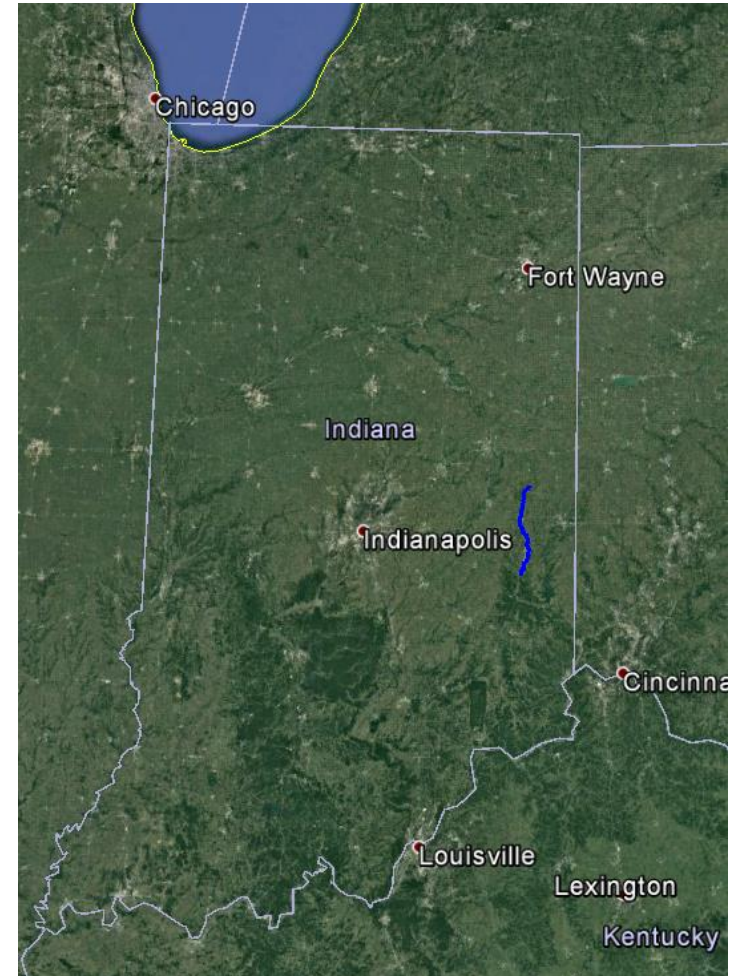 Chicago
Fort Wayne
Indiana
Indianapolis
Cincinna
Louisville
Lexington
Kentucky